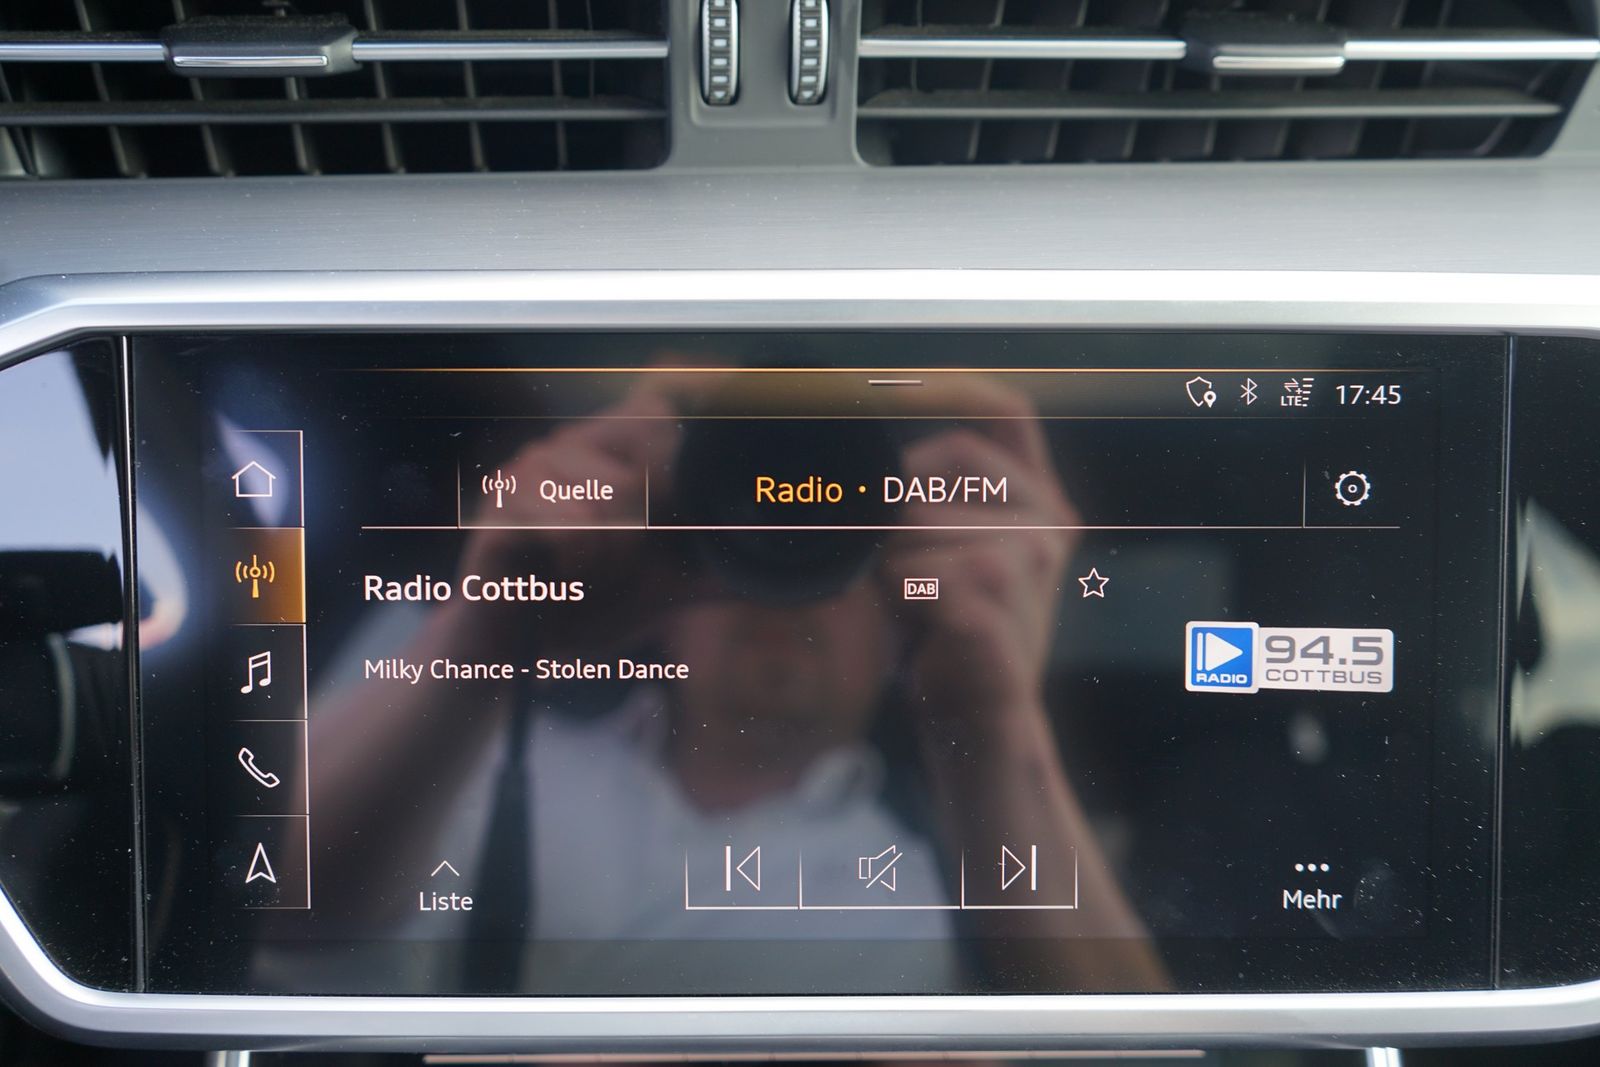 LTE 17:45
Quelle Radio • DAB/FM
Radio Cottbus DAB
94.5
RADIO COTTBUS
Milky Chance - Stolen Dance
Liste Mehr